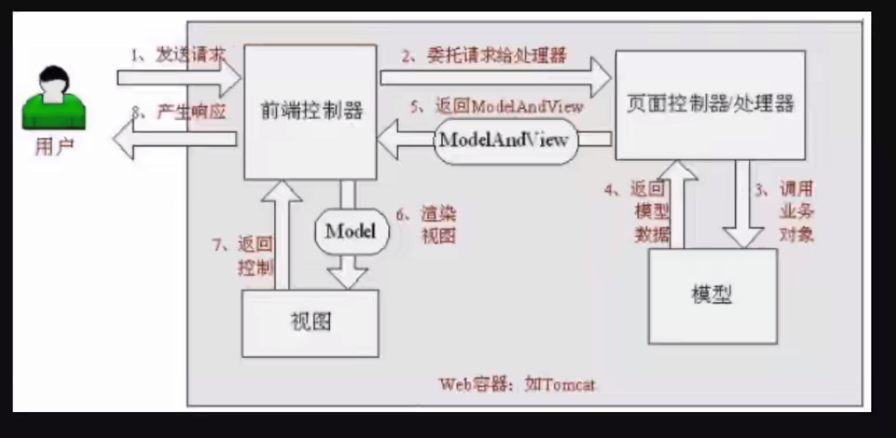 1、发送请求
2、委托请求给处理器
8、产生响应
前端控制器
5、返回ModelAndView
页面控制器/处理器
ModelAndView
用户
4、返回
模型
数据
3、调用
业务
对象
6、渲染
视图
Model
7、返回
控制
模型
视图
Web容器：如Tomcat